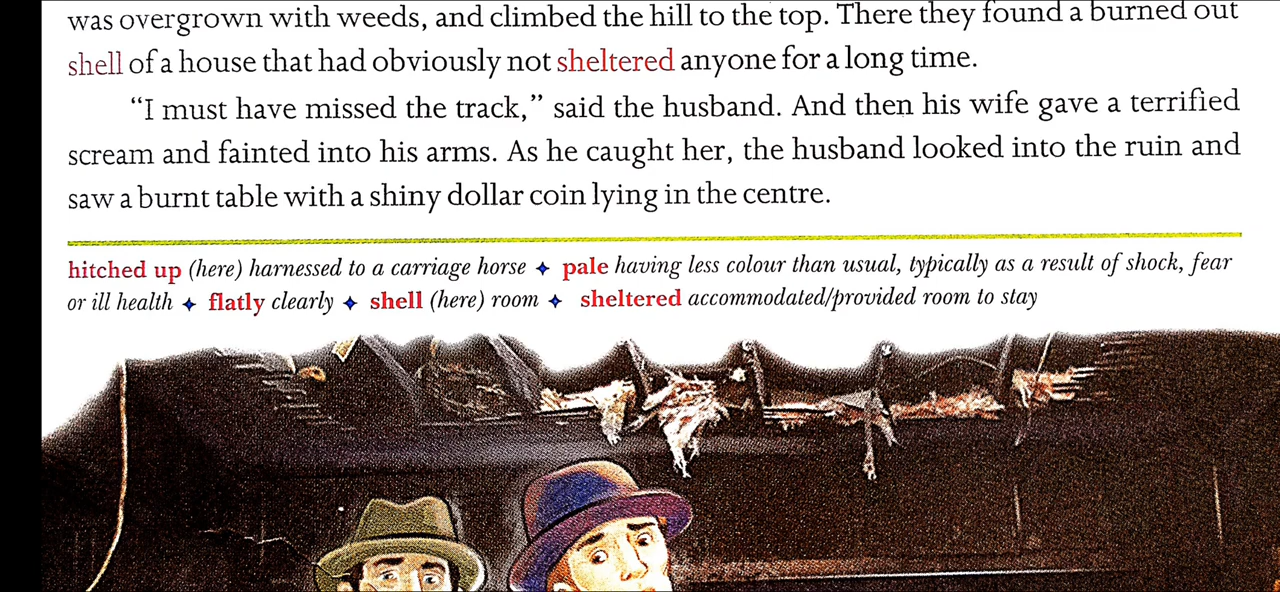 was overgrown with weeds, and climbed the hill to the top. There they found a burned out
shell of a house that had obviously not sheltered anyone for a long time.
“I must have missed the track,” said the husband. And then his wife gave a terrified
scream and fainted into his arms. As he caught her, the husband looked into the ruin and
saw a burnt table with a shiny dollar coin lying in the centre.
hitched up (here) harnessed to a carriage horse ✦ pale having less colour than usual, typically as a result of shock, fear
or ill health ✦ flatly clearly ✦ shell (here) room ✦ sheltered accommodated/provided room to stay